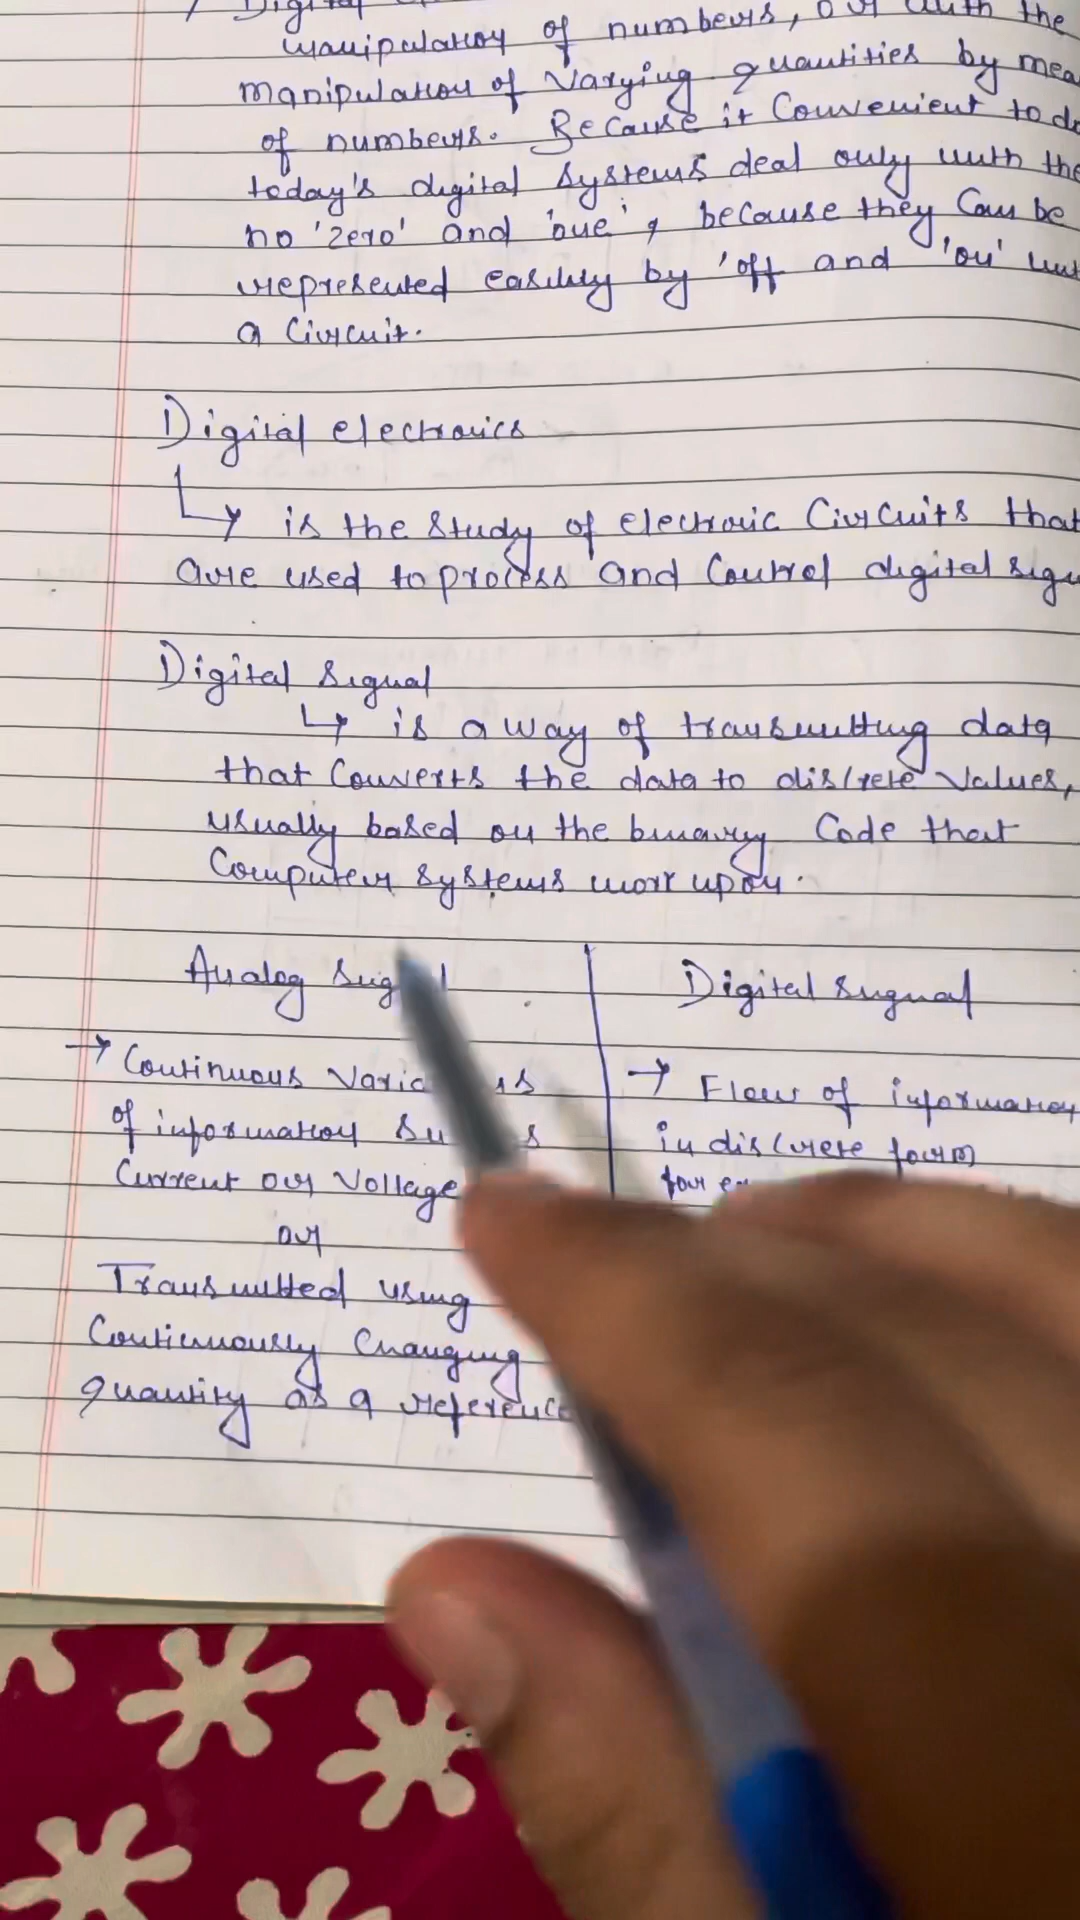 Digital
manipulation of numbers, but with the
manipulation of Varying quantities by mea
of numbers. Because it Convenient to do
today's digital systems deal only with the
no 'zero' and 'one', because they Can be
represented easily by 'off and 'on'
a Circuit.
Digital electronics
↳ is the study of electronic Circuits that
are used to process and Control digital sign
Digital Signal
↳ is a way of transmitting data
that Converts the data to discrete Values,
usually based on the binary Code that
Computer systems work upon.
Analog
Digital Signal
→ Continuous
of information
Current or Voltage
or
Transmitted using
Continuously Changing
quantity as a reference
→ Flow of information
in discrete form
for